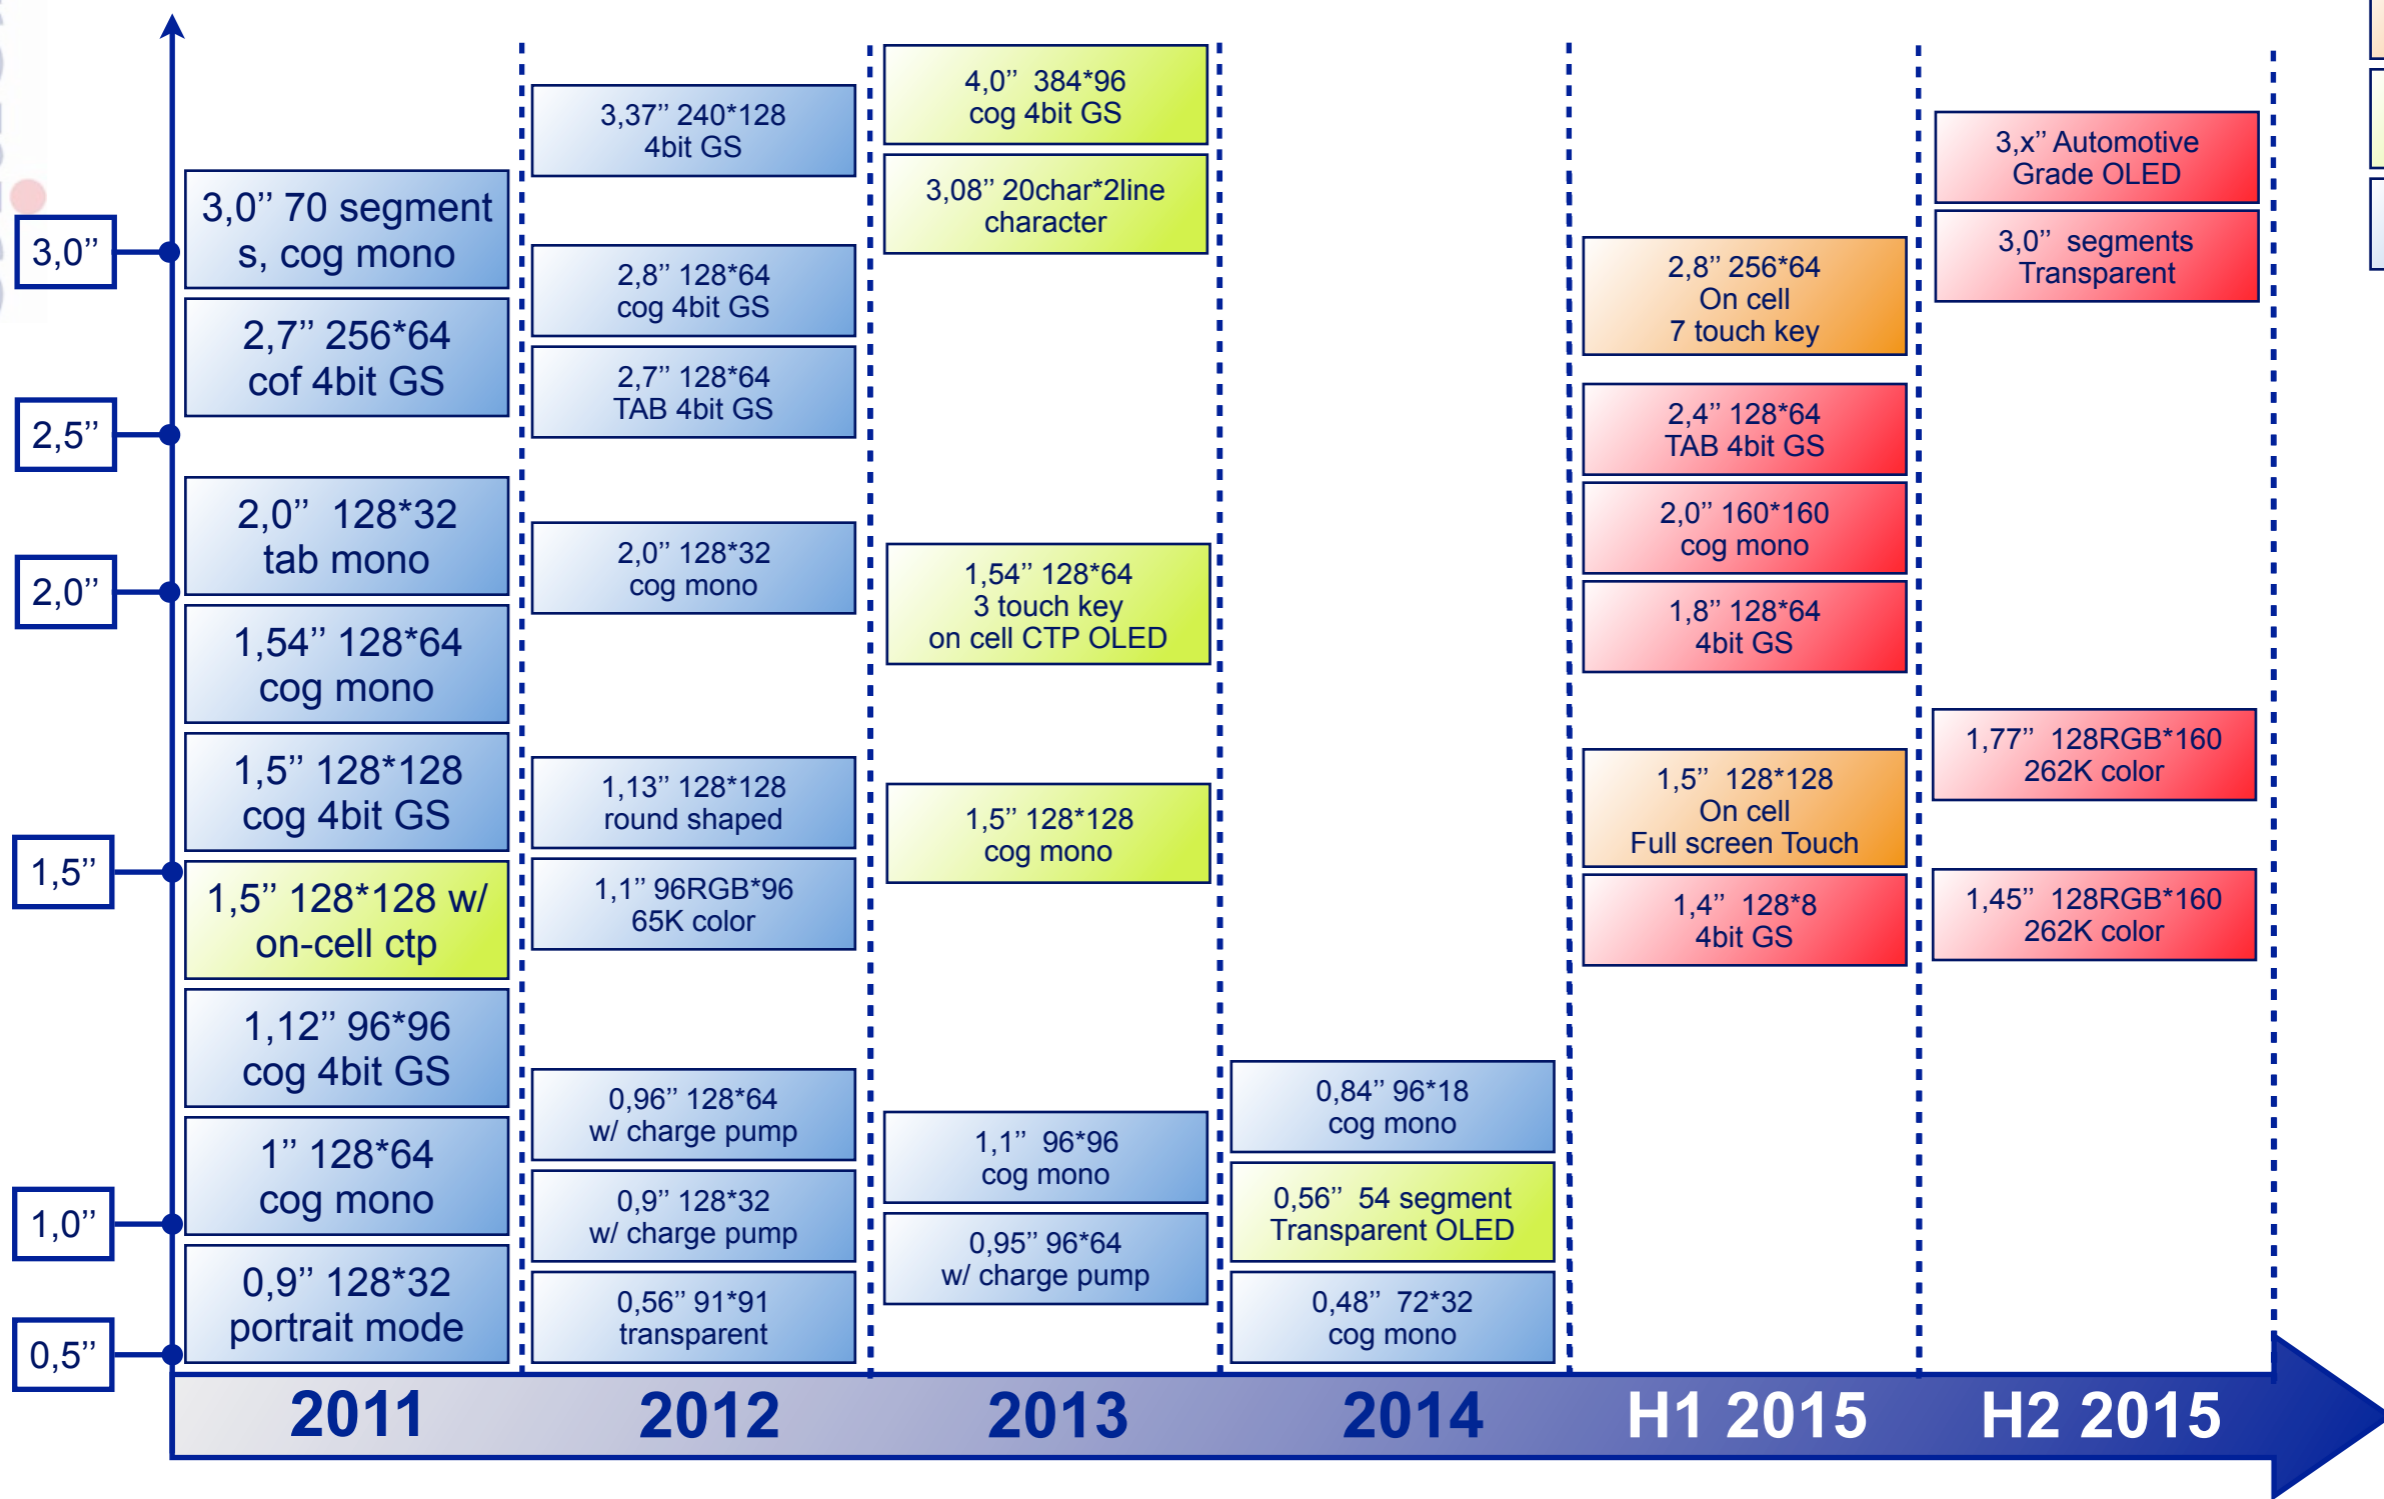 3,0’’
2,5’’
2,0’’
1,5’’
1,0’’
0,5’’
3,0’’ 70 segment
s, cog mono
2,7’’ 256*64
cof 4bit GS
2,0’’ 128*32
tab mono
1,54’’ 128*64
cog mono
1,5’’ 128*128
cog 4bit GS
1,5’’ 128*128 w/
on-cell ctp
1,12’’ 96*96
cog 4bit GS
1’’ 128*64
cog mono
0,9’’ 128*32
portrait mode
3,37’’ 240*128
4bit GS
2,8’’ 128*64
cog 4bit GS
2,7’’ 128*64
TAB 4bit GS
2,0’’ 128*32
cog mono
1,13’’ 128*128
round shaped
1,1’’ 96RGB*96
65K color
0,96’’ 128*64
w/ charge pump
0,9’’ 128*32
w/ charge pump
0,56’’ 91*91
transparent
4,0’’ 384*96
cog 4bit GS
3,08’’ 20char*2line
character
1,54’’ 128*64
3 touch key
on cell CTP OLED
1,5’’ 128*128
cog mono
1,1’’ 96*96
cog mono
0,95’’ 96*64
w/ charge pump
0,84’’ 96*18
cog mono
0,56’’ 54 segment
Transparent OLED
0,48’’ 72*32
cog mono
2,8’’ 256*64
On cell
7 touch key
2,4’’ 128*64
TAB 4bit GS
2,0’’ 160*160
cog mono
1,8’’ 128*64
4bit GS
1,5’’ 128*128
On cell
Full screen Touch
1,4’’ 128*8
4bit GS
3,x’’ Automotive
Grade OLED
3,0’’ segments
Transparent
1,77’’ 128RGB*160
262K color
1,45’’ 128RGB*160
262K color
2011
2012
2013
2014
H1 2015
H2 2015